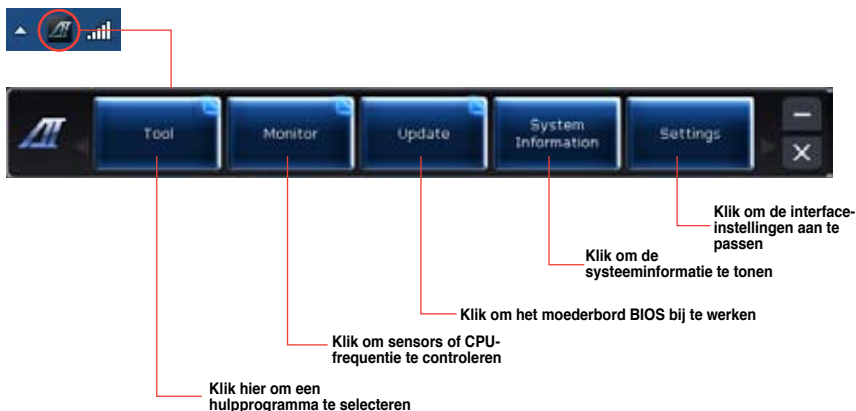 Tool
Monitor
Update
System
Information
Settings
Klik om de interface-
instellingen aan te
passen
Klik om de
systeeminformatie te tonen
Klik om het moederbord BIOS bij te werken
Klik om sensors of CPU-
frequentie te controleren
Klik hier om een
hulpprogramma te selecteren